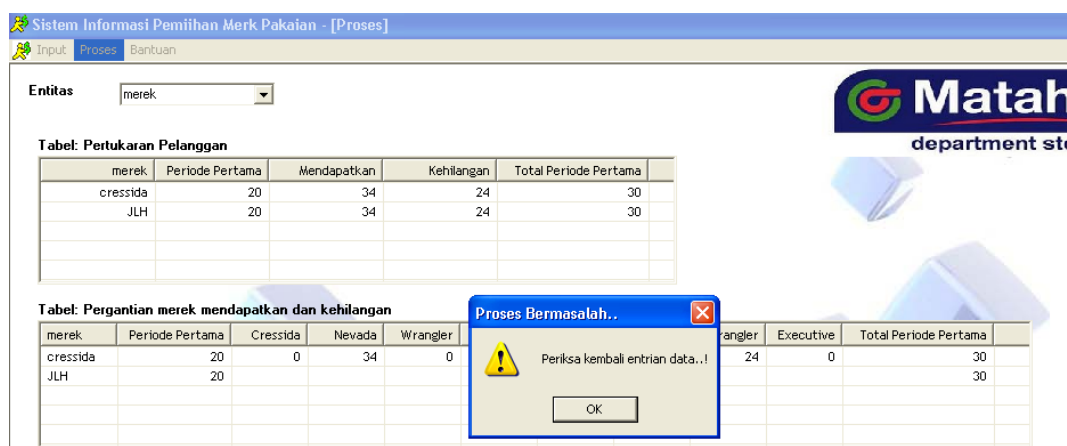 Sistem Informasi Pemiihan Merk Pakaian - [Proses]
Input Proses Bantuan
Entitas merek
Matah
department st
Tabel: Pertukaran Pelanggan
merek Periode Pertama Mendapatkan Kehilangan Total Periode Pertama
cressida 20 34 24 30
JLH 20 34 24 30
Tabel: Pergantian merek mendapatkan dan kehilangan
Proses Bermasalah..
merek Periode Pertama Cressida Nevada Wrangler rangler Executive Total Periode Pertama
cressida 20 0 34 0 24 0 30
Periksa kembali entrian data..!
JLH 20 30
OK